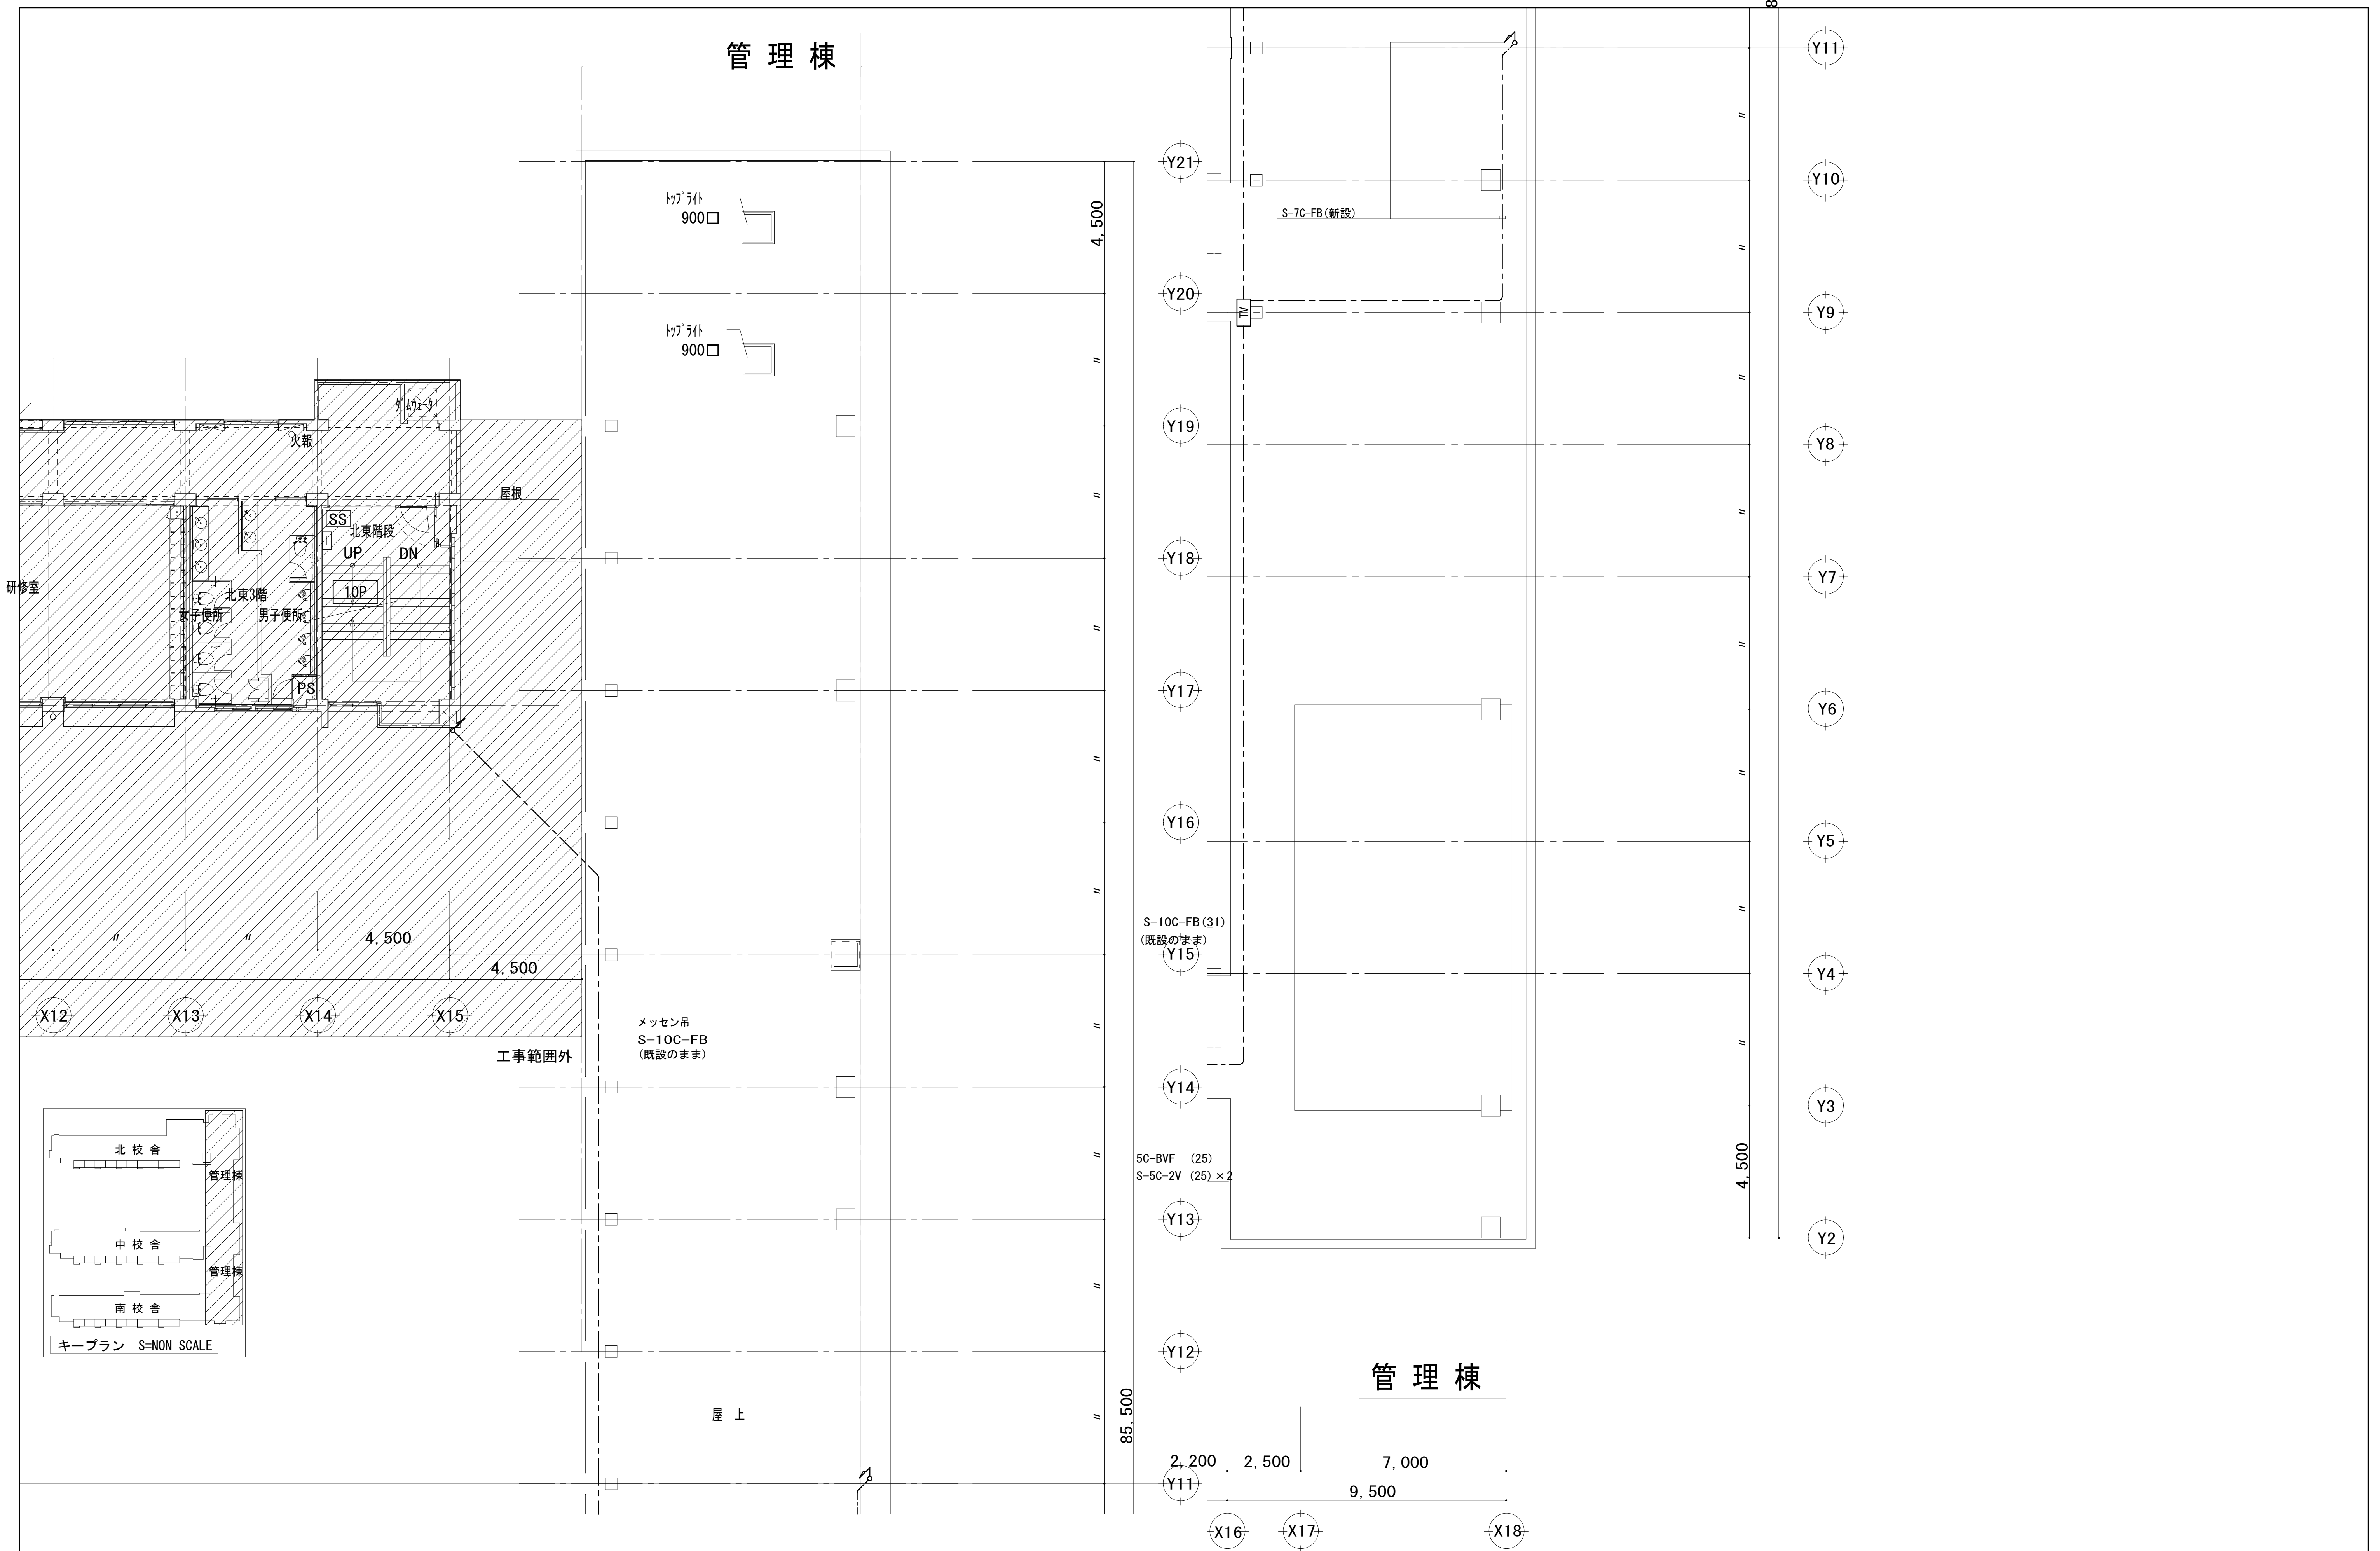 管 理 棟
8
Y11
Y21
Y10
トップライト
900□
4,500
〃
S-7C-FB(新設)
〃
Y20
TV
Y9
トップライト
900□
〃
〃
ダムウェータ
火報
Y19
Y8
屋根
〃
〃
SS
北東階段
UP
DN
Y18
Y7
研修室
北東3階
10P
女子便所
男子便所
〃
〃
PS
Y17
Y6
〃
〃
Y16
Y5
〃
〃
S-10C-FB(31)
(既設のまま)
〃
〃
4,500
Y15
4,500
Y4
X12
X13
X14
X15
メッセン吊
S-10C-FB
(既設のまま)
〃
〃
工事範囲外
Y14
Y3
北 校 舎
管理棟
〃
5C-BVF (25)
S-5C-2V (25)×2
4,500
Y13
Y2
中 校 舎
管理棟
〃
南 校 舎
キープラン S=NON SCALE
Y12
管 理 棟
屋 上
〃
85,500
2,200
2,500
7,000
Y11
9,500
X16
X17
X18